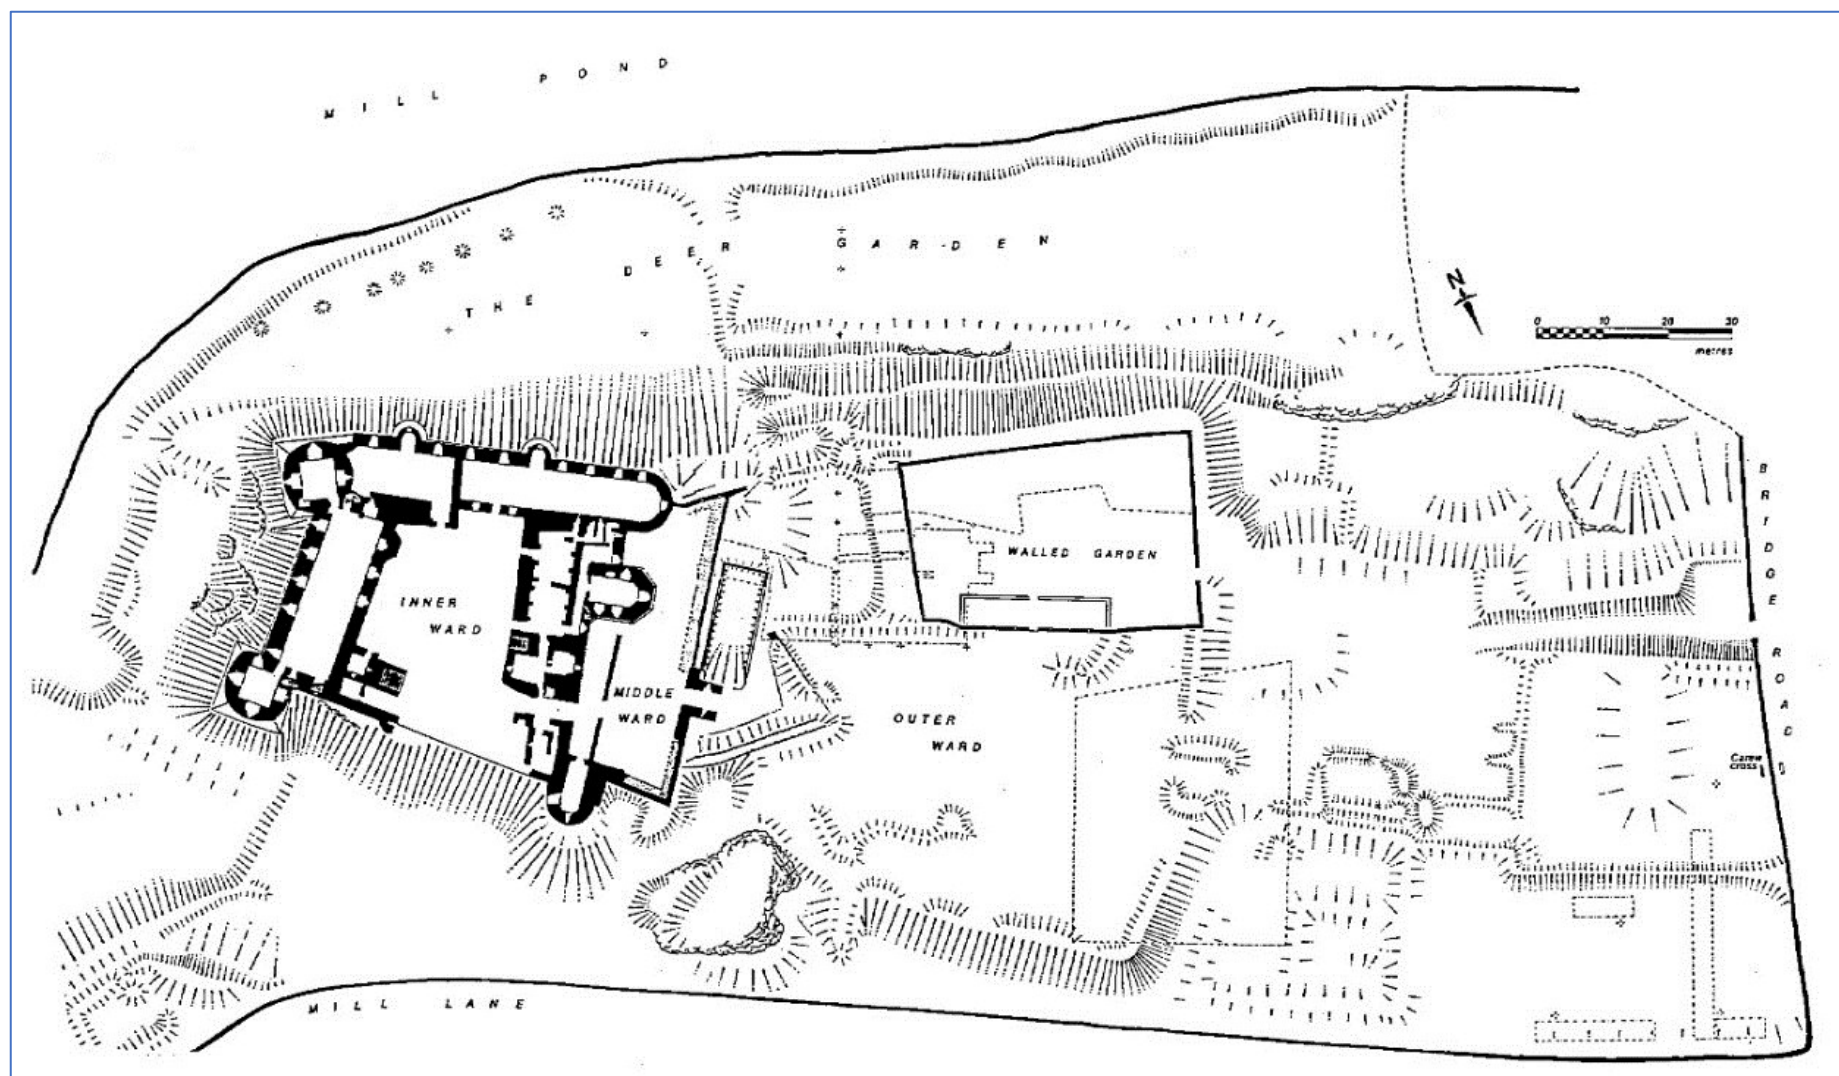 MILL POND
THE DEER GARDEN
N
0 10 20 30
metres
WALLED GARDEN
BRIDGE ROAD
INNER
WARD
MIDDLE
WARD
OUTER
WARD
Carew
cross
MILL LANE